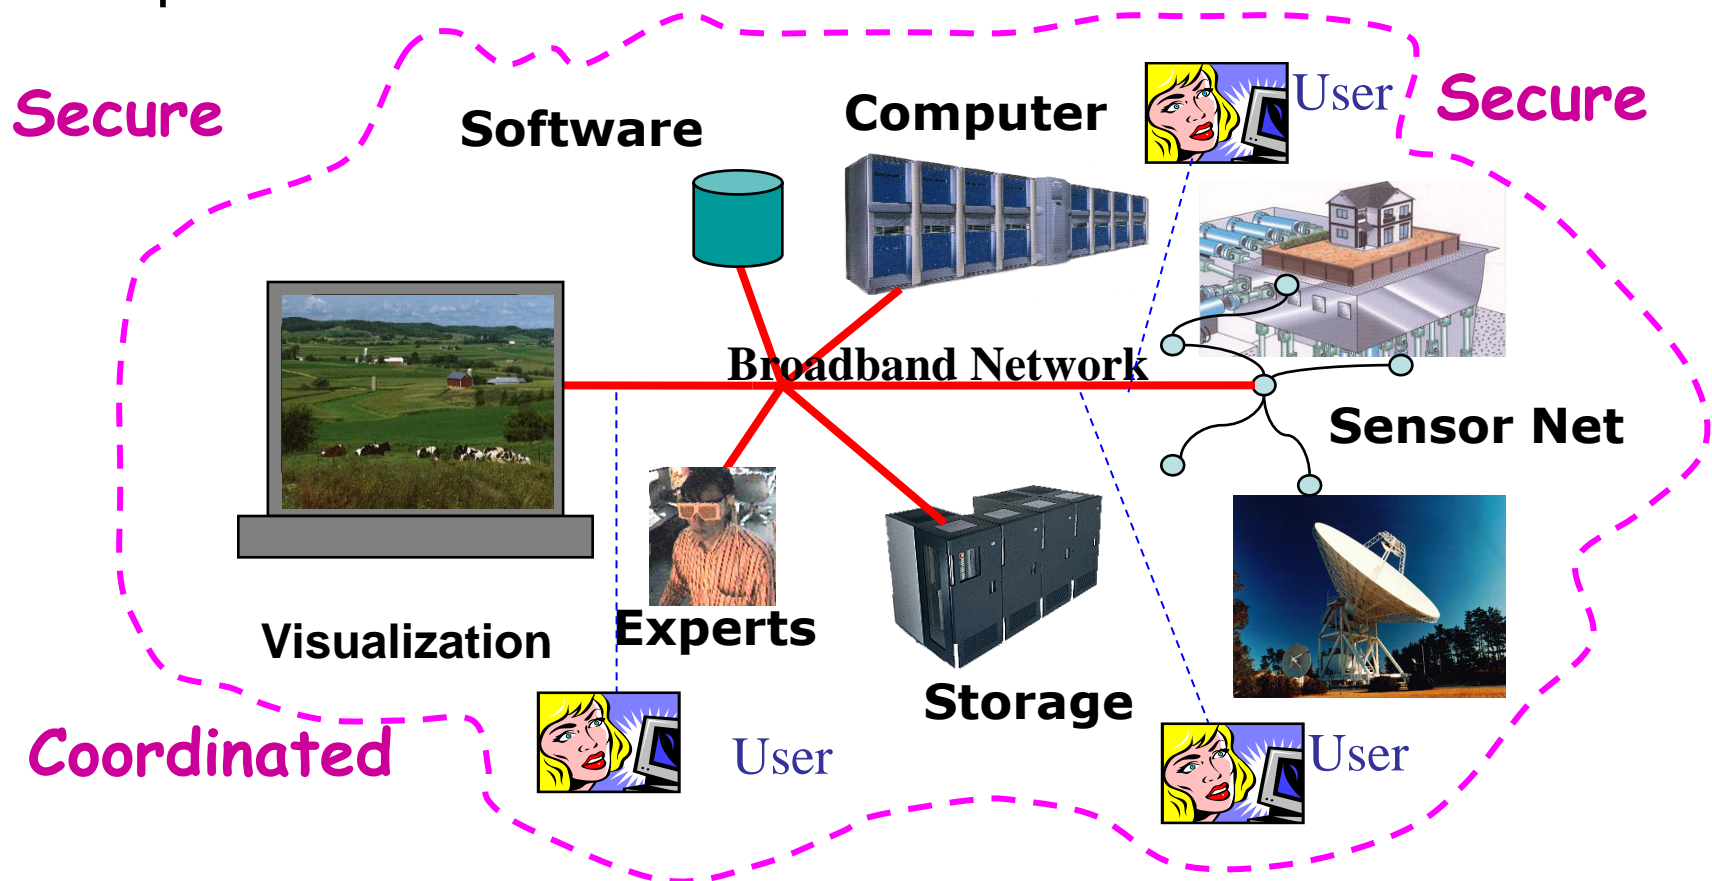 Secure
Software
Computer
User
Secure
Broadband Network
Sensor Net
Visualization
Experts
Storage
Coordinated
User
User